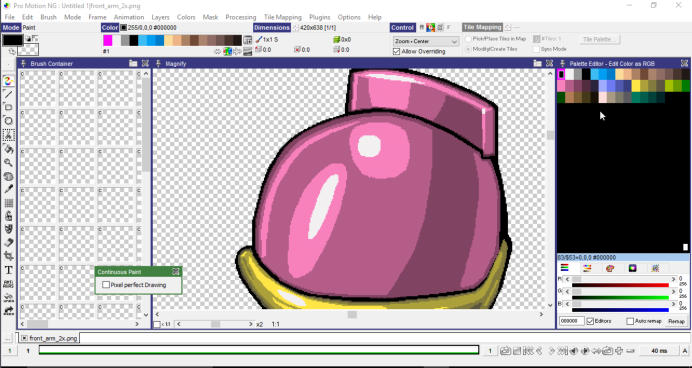 Pro Motion NG: Untitled 1|front_arm_2x.png
File Edit Brush Frame Animation Layers Colors Mask Processing Tile Mapping Plugins View Options Help
Mode Paint Color 255/0,0,0 #000000 Dimensions 420x638 [1/1] Control Tile Mapping
#1
1x1 S
0x0
0.0
0.0
0.0
Zoom - Center
Allow Overriding
Pick/Place Tiles in Map
Modify/Create Tiles
#Tiles: 1
Sync Mode
Tile Palette...
Brush Container
Magnify
Palette Editor - Edit Color as RGB
Continuous Paint
Pixel perfect Drawing
83/$53=0,0,0 #000000
R
0
256
G
0
256
B
0
256
000000 Editors Auto remap Remap
x2 1:1
front_arm_2x.png
1 1 1 40 ms A